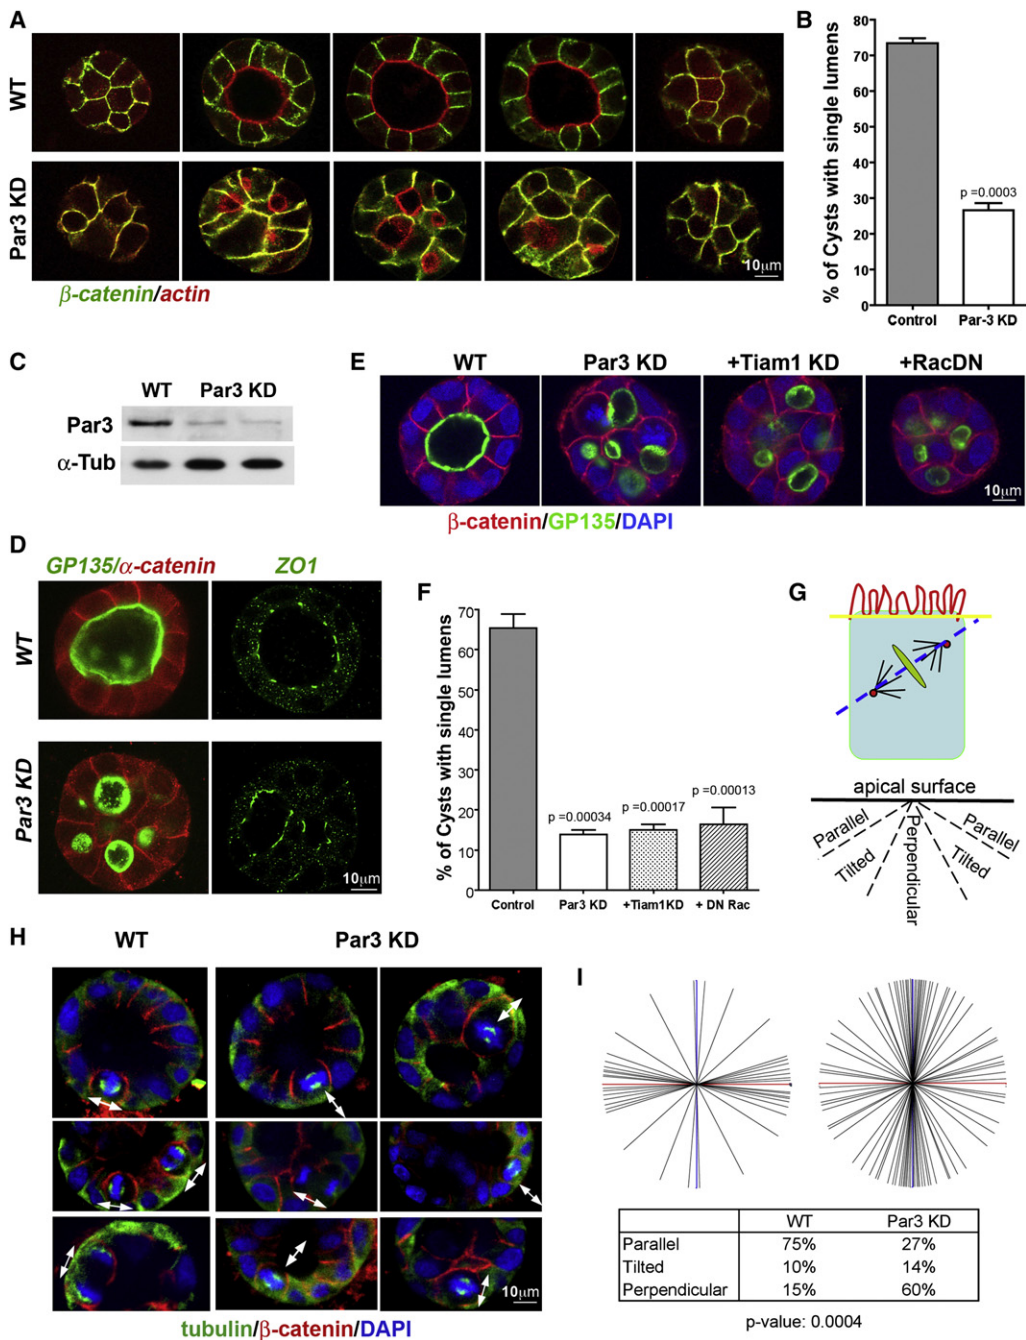 A
WT
Par3 KD
10μm
β-catenin/actin
B
% of Cysts with single lumens
80
70
60
50
40
30
20
10
0
p =0.0003
Control
Par-3 KD
C
WT
Par3 KD
Par3
α-Tub
E
WT
Par3 KD
+Tiam1 KD
+RacDN
10μm
β-catenin/GP135/DAPI
D
GP135/α-catenin
ZO1
WT
Par3 KD
10μm
F
% of Cysts with single lumens
70
60
50
40
30
20
10
0
p =0.00034
p =0.00017
p =0.00013
Control
Par3 KD
+Tiam1KD
+ DN Rac
G
apical surface
Parallel
Tilted
Perpendicular
Tilted
Parallel
H
WT
Par3 KD
10μm
tubulin/β-catenin/DAPI
I
WT Par3 KD
Parallel 75% 27%
Tilted 10% 14%
Perpendicular 15% 60%
p-value: 0.0004